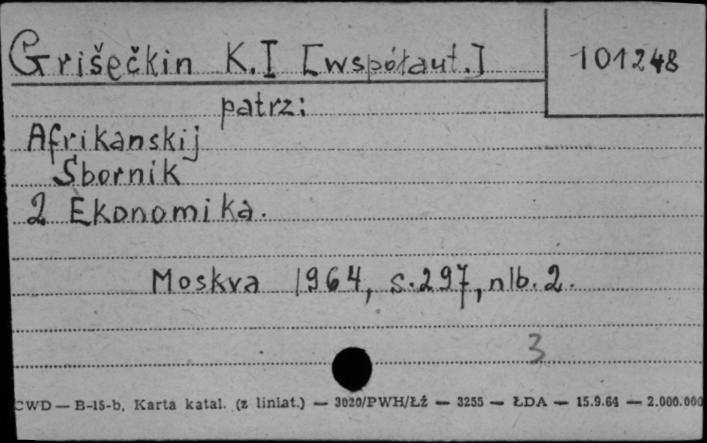 Grišečkin K.I [współaut.]
101248
patrz:
Afrikanskij
Sbornik
2 Ekonomika.
Moskva 1964, s.297, nlb. 2.
3
CWD — B-15-b, Karta katal. (z liniat.) — 3020/PWH/Łź — 3255 — ŁDA — 15.9.64 — 2.000.000